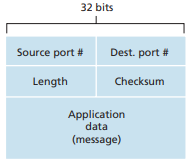 32 bits
Source port # Dest. port #
Length Checksum
Application
data
(message)